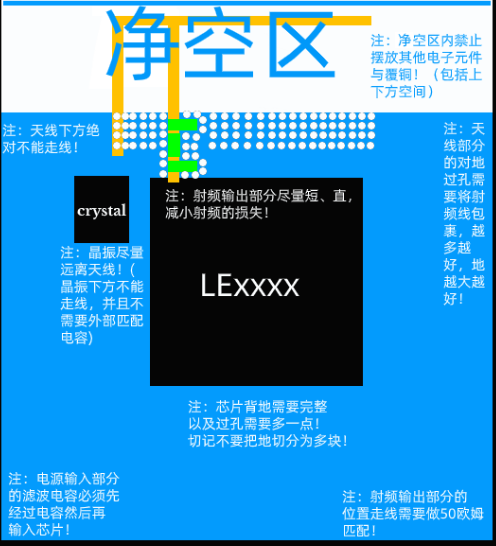 净空区
注：净空区内禁止
摆放其他电子元件
与覆铜！（包括上
下方空间）
注：天线下方绝
对不能走线！
注：天
线部分
的对地
过孔需
要将射
频线包
裹，越
多越
好，地
越大越
好！
注：射频输出部分尽量短、直，
减小射频的损失！
crystal
注：晶振尽量
远离天线！(
晶振下方不能
走线，并且不
需要外部匹配
电容)
LExxxx
注：芯片背地需要完整
以及过孔需要多一点！
切记不要把地切分为多块！
注：电源输入部分
的滤波电容必须先
经过电容然后再
输入芯片！
注：射频输出部分的
位置走线需要做50欧姆
匹配！